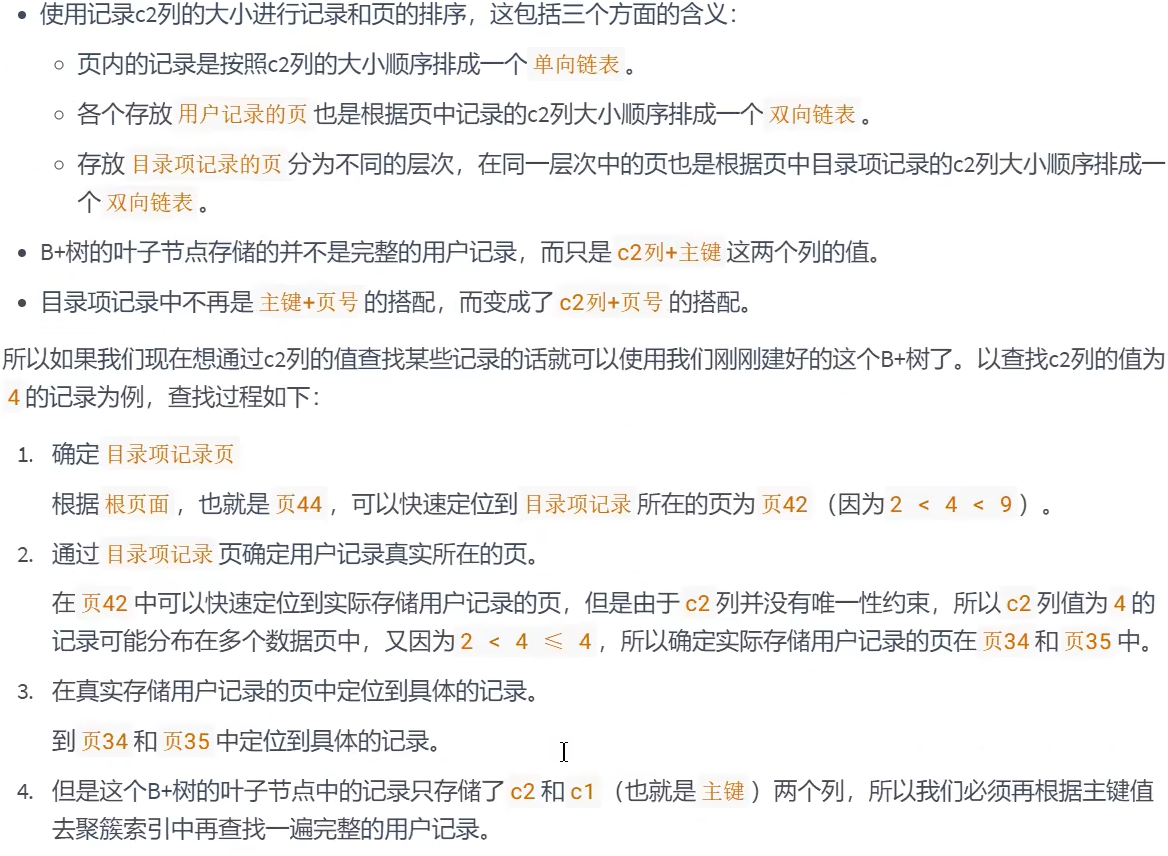 • 使用记录c2列的大小进行记录和页的排序，这包括三个方面的含义：
○ 页内的记录是按照c2列的大小顺序排成一个 单向链表 。
○ 各个存放 用户记录的页 也是根据页中记录的c2列大小顺序排成一个 双向链表 。
○ 存放 目录项记录的页 分为不同的层次，在同一层次中的页也是根据页中目录项记录的c2列大小顺序排成一
个 双向链表 。
• B+树的叶子节点存储的并不是完整的用户记录，而只是 c2列+主键 这两个列的值。
• 目录项记录中不再是 主键+页号 的搭配，而变成了 c2列+页号 的搭配。
所以如果我们现在想通过c2列的值查找某些记录的话就可以使用我们刚刚建好的这个B+树了。以查找c2列的值为
4 的记录为例，查找过程如下：
1. 确定 目录项记录页
根据 根页面 ，也就是 页44 ，可以快速定位到 目录项记录 所在的页为 页42 （因为 2 < 4 < 9 ）。
2. 通过 目录项记录 页确定用户记录真实所在的页。
在 页42 中可以快速定位到实际存储用户记录的页，但是由于 c2 列并没有唯一性约束，所以 c2 列值为 4 的
记录可能分布在多个数据页中，又因为 2 < 4 ≤ 4 ，所以确定实际存储用户记录的页在 页34 和 页35 中。
3. 在真实存储用户记录的页中定位到具体的记录。
到 页34 和 页35 中定位到具体的记录。
4. 但是这个B+树的叶子节点中的记录只存储了 c2 和 c1 （也就是 主键 ）两个列，所以我们必须再根据主键值
去聚簇索引中再查找一遍完整的用户记录。